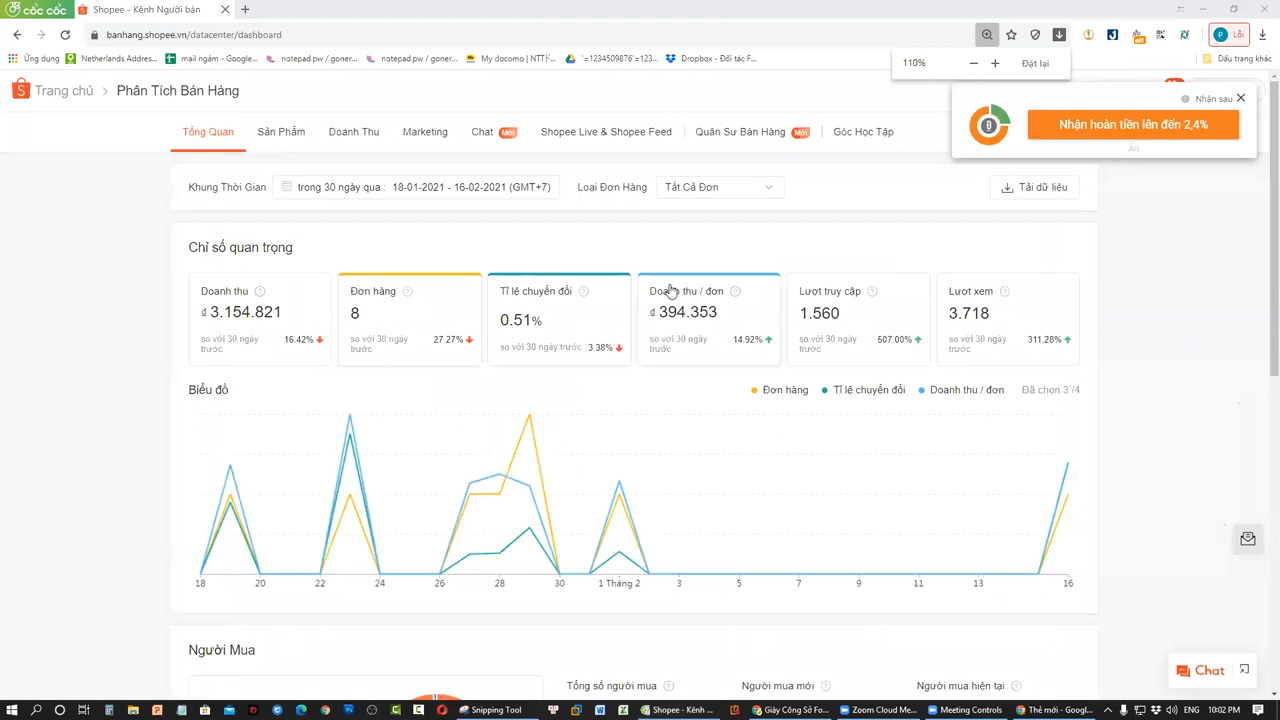 cốc cốc
Shopee - Kênh Người bán
banhang.shopee.vn/datacenter/dashboard
Lỗi
Ứng dụng
Netherlands Addres...
mail ngâm - Google...
notepad.pw / goner...
notepad.pw / goner...
My docomo | NTTド...
`=1234509876`=123...
Dropbox - Đối tác F...
Dấu trang khác
110%
Đặt lại
Trang chủ > Phân Tích Bán Hàng
Nhận sau
Nhận hoàn tiền lên đến 2,4%
Ẩn
Tổng Quan
Sản Phẩm
Doanh Thu
Marketing
Chat Mới
Shopee Live & Shopee Feed
Quân Sư Bán Hàng Mới
Góc Học Tập
Khung Thời Gian
trong 30 ngày qua : 18-01-2021 - 16-02-2021 (GMT+7)
Loại Đơn Hàng
Tất Cả Đơn
Tải dữ liệu
Chỉ số quan trọng
Doanh thu
₫ 3.154.821
so với 30 ngày trước 16.42%
Đơn hàng
8
so với 30 ngày trước 27.27%
Tỉ lệ chuyển đổi
0.51%
so với 30 ngày trước 3.38%
Doanh thu / đơn
₫ 394.353
so với 30 ngày trước 14.92%
Lượt truy cập
1.560
so với 30 ngày trước 507.00%
Lượt xem
3.718
so với 30 ngày trước 311.28%
Biểu đồ
Đơn hàng
Tỉ lệ chuyển đổi
Doanh thu / đơn
Đã chọn 3 /4
18 20 22 24 26 28 30 1 Tháng 2 3 5 7 9 11 13 16
Người Mua
Tổng số người mua
Người mua mới
Người mua hiện tại
Chat
Snipping Tool
Shopee - Kênh ...
Giày Công Sở Fo...
Zoom Cloud Me...
Meeting Controls
Thẻ mới - Googl...
ENG
10:02 PM